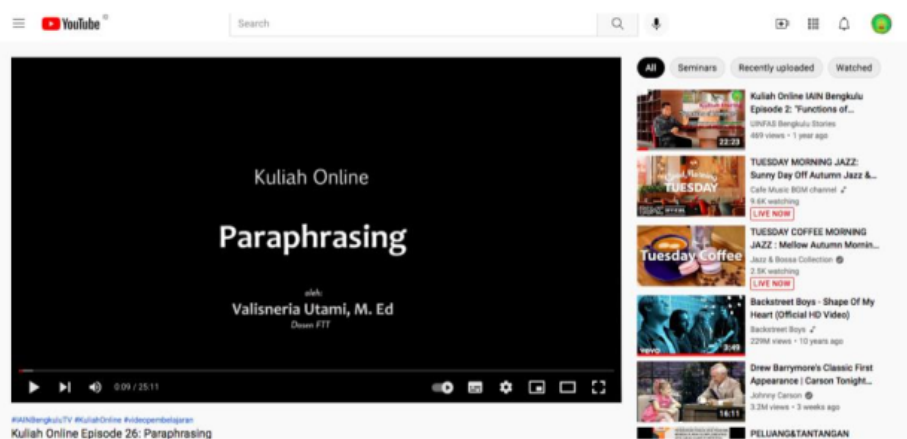 YouTube
Search
Kuliah Online
Paraphrasing
oleh:
Valisneria Utami, M. Ed
Dosen FTT
0:09 / 25:11
#IAINBengkuluTV #KuliahOnline #videopembelajaran
Kuliah Online Episode 26: Paraphrasing
All
Seminars
Recently uploaded
Watched
Kuliah Online IAIN Bengkulu
Episode 2: "Functions of...
UINFAS Bengkulu Stories
469 views • 1 year ago
22:23
TUESDAY MORNING JAZZ:
Sunny Day Off Autumn Jazz &...
Cafe Music BGM channel
9.6K watching
LIVE NOW
Good Morning
TUESDAY
TUESDAY COFFEE MORNING
JAZZ : Mellow Autumn Mornin...
Jazz & Bossa Collection
2.5K watching
LIVE NOW
Tuesday Coffee
Backstreet Boys - Shape Of My
Heart (Official HD Video)
Backstreet Boys
229M views • 10 years ago
vevo
3:49
Drew Barrymore's Classic First
Appearance | Carson Tonight...
Johnny Carson
3.2M views • 3 weeks ago
16:11
PELUANG&TANTANGAN